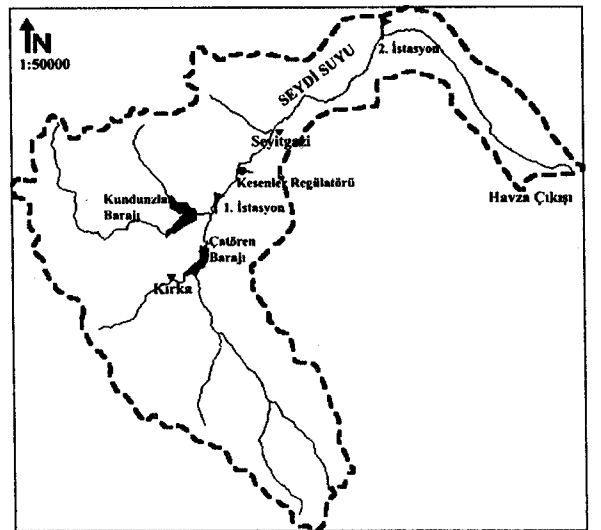 N
1:50000
2. İstasyon
SEYDİ SUYU
Seyitgazi
Kesenler Regülatörü
Havza Çıkışı
Kundunzlar
Barajı
1. İstasyon
Çatören
Barajı
Kırka